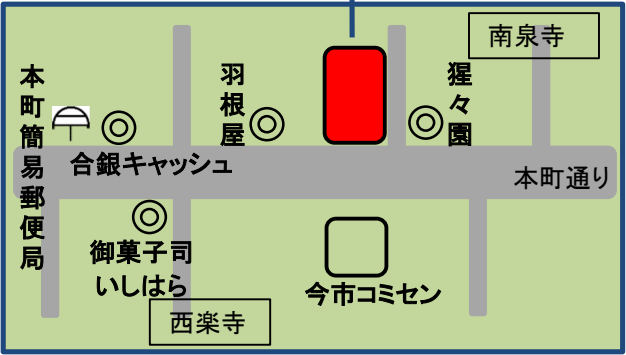 南泉寺
本町簡易郵便局
羽根屋
猩々園
合銀キャッシュ
本町通り
御菓子司
いしはら
今市コミセン
西楽寺